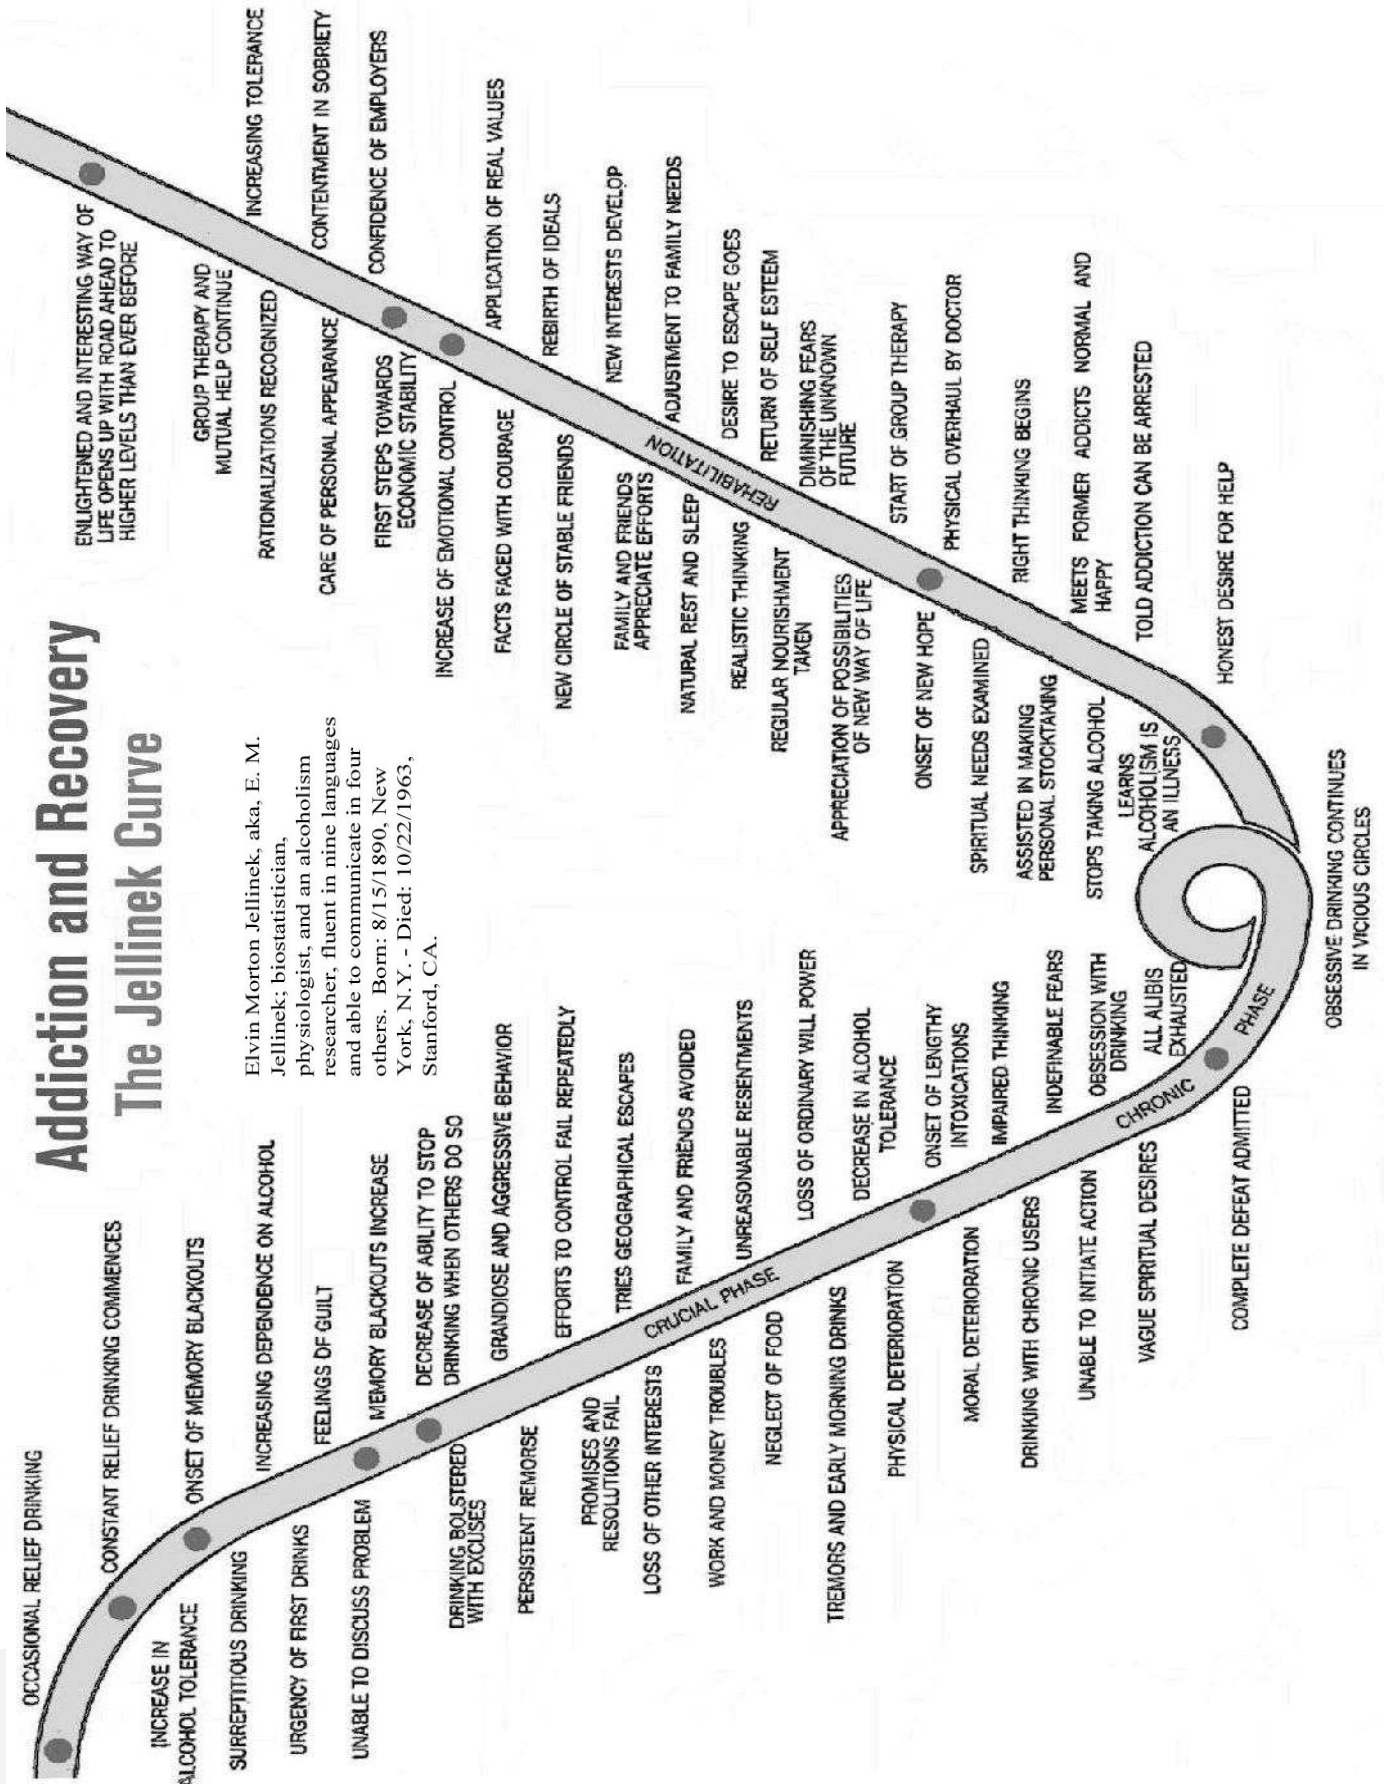 Addiction and Recovery
The Jellinek Curve
Elvin Morton Jellinek, aka, E. M.
Jellinek; biostatistician,
physiologist, and an alcoholism
researcher, fluent in nine languages
and able to communicate in four
others. Born: 8/15/1890, New
York, N.Y. - Died: 10/22/1963,
Stanford, CA.
OCCASIONAL RELIEF DRINKING
CONSTANT RELIEF DRINKING COMMENCES
INCREASE IN
ALCOHOL TOLERANCE
ONSET OF MEMORY BLACKOUTS
SURREPTITIOUS DRINKING
INCREASING DEPENDENCE ON ALCOHOL
URGENCY OF FIRST DRINKS
FEELINGS OF GUILT
UNABLE TO DISCUSS PROBLEM
MEMORY BLACKOUTS INCREASE
DECREASE OF ABILITY TO STOP
DRINKING WHEN OTHERS DO SO
DRINKING BOLSTERED
WITH EXCUSES
GRANDIOSE AND AGGRESSIVE BEHAVIOR
PERSISTENT REMORSE
EFFORTS TO CONTROL FAIL REPEATEDLY
PROMISES AND
RESOLUTIONS FAIL
TRIES GEOGRAPHICAL ESCAPES
LOSS OF OTHER INTERESTS
FAMILY AND FRIENDS AVOIDED
CRUCIAL PHASE
WORK AND MONEY TROUBLES
UNREASONABLE RESENTMENTS
NEGLECT OF FOOD
LOSS OF ORDINARY WILL POWER
TREMORS AND EARLY MORNING DRINKS
DECREASE IN ALCOHOL
TOLERANCE
PHYSICAL DETERIORATION
ONSET OF LENGTHY
INTOXICATIONS
MORAL DETERIORATION
IMPAIRED THINKING
DRINKING WITH CHRONIC USERS
INDEFINABLE FEARS
UNABLE TO INITIATE ACTION
OBSESSION WITH
DRINKING
VAGUE SPIRITUAL DESIRES
ALL ALIBIS
EXHAUSTED
CHRONIC PHASE
COMPLETE DEFEAT ADMITTED
OBSESSIVE DRINKING CONTINUES
IN VICIOUS CIRCLES
HONEST DESIRE FOR HELP
LEARNS
ALCOHOLISM IS
AN ILLNESS
TOLD ADDICTION CAN BE ARRESTED
STOPS TAKING ALCOHOL
MEETS FORMER ADDICTS NORMAL AND
HAPPY
ASSISTED IN MAKING
PERSONAL STOCKTAKING
RIGHT THINKING BEGINS
SPIRITUAL NEEDS EXAMINED
PHYSICAL OVERHAUL BY DOCTOR
ONSET OF NEW HOPE
START OF GROUP THERAPY
APPRECIATION OF POSSIBILITIES
OF NEW WAY OF LIFE
DIMINISHING FEARS
OF THE UNKNOWN
FUTURE
REGULAR NOURISHMENT
TAKEN
RETURN OF SELF ESTEEM
REALISTIC THINKING
DESIRE TO ESCAPE GOES
REHABILITATION
NATURAL REST AND SLEEP
ADJUSTMENT TO FAMILY NEEDS
FAMILY AND FRIENDS
APPRECIATE EFFORTS
NEW INTERESTS DEVELOP
NEW CIRCLE OF STABLE FRIENDS
REBIRTH OF IDEALS
FACTS FACED WITH COURAGE
APPLICATION OF REAL VALUES
INCREASE OF EMOTIONAL CONTROL
FIRST STEPS TOWARDS
ECONOMIC STABILITY
CONFIDENCE OF EMPLOYERS
CARE OF PERSONAL APPEARANCE
CONTENTMENT IN SOBRIETY
RATIONALIZATIONS RECOGNIZED
INCREASING TOLERANCE
GROUP THERAPY AND
MUTUAL HELP CONTINUE
ENLIGHTENED AND INTERESTING WAY OF
LIFE OPENS UP WITH ROAD AHEAD TO
HIGHER LEVELS THAN EVER BEFORE